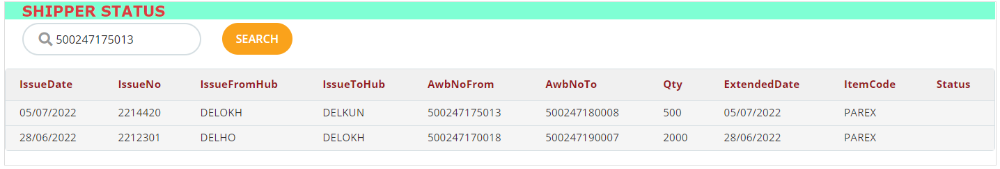 SHIPPER STATUS
500247175013 SEARCH
IssueDate IssueNo IssueFromHub IssueToHub AwbNoFrom AwbNoTo Qty ExtendedDate ItemCode Status
05/07/2022 2214420 DELOKH DELKUN 500247175013 500247180008 500 05/07/2022 PAREX
28/06/2022 2212301 DELHO DELOKH 500247170018 500247190007 2000 28/06/2022 PAREX